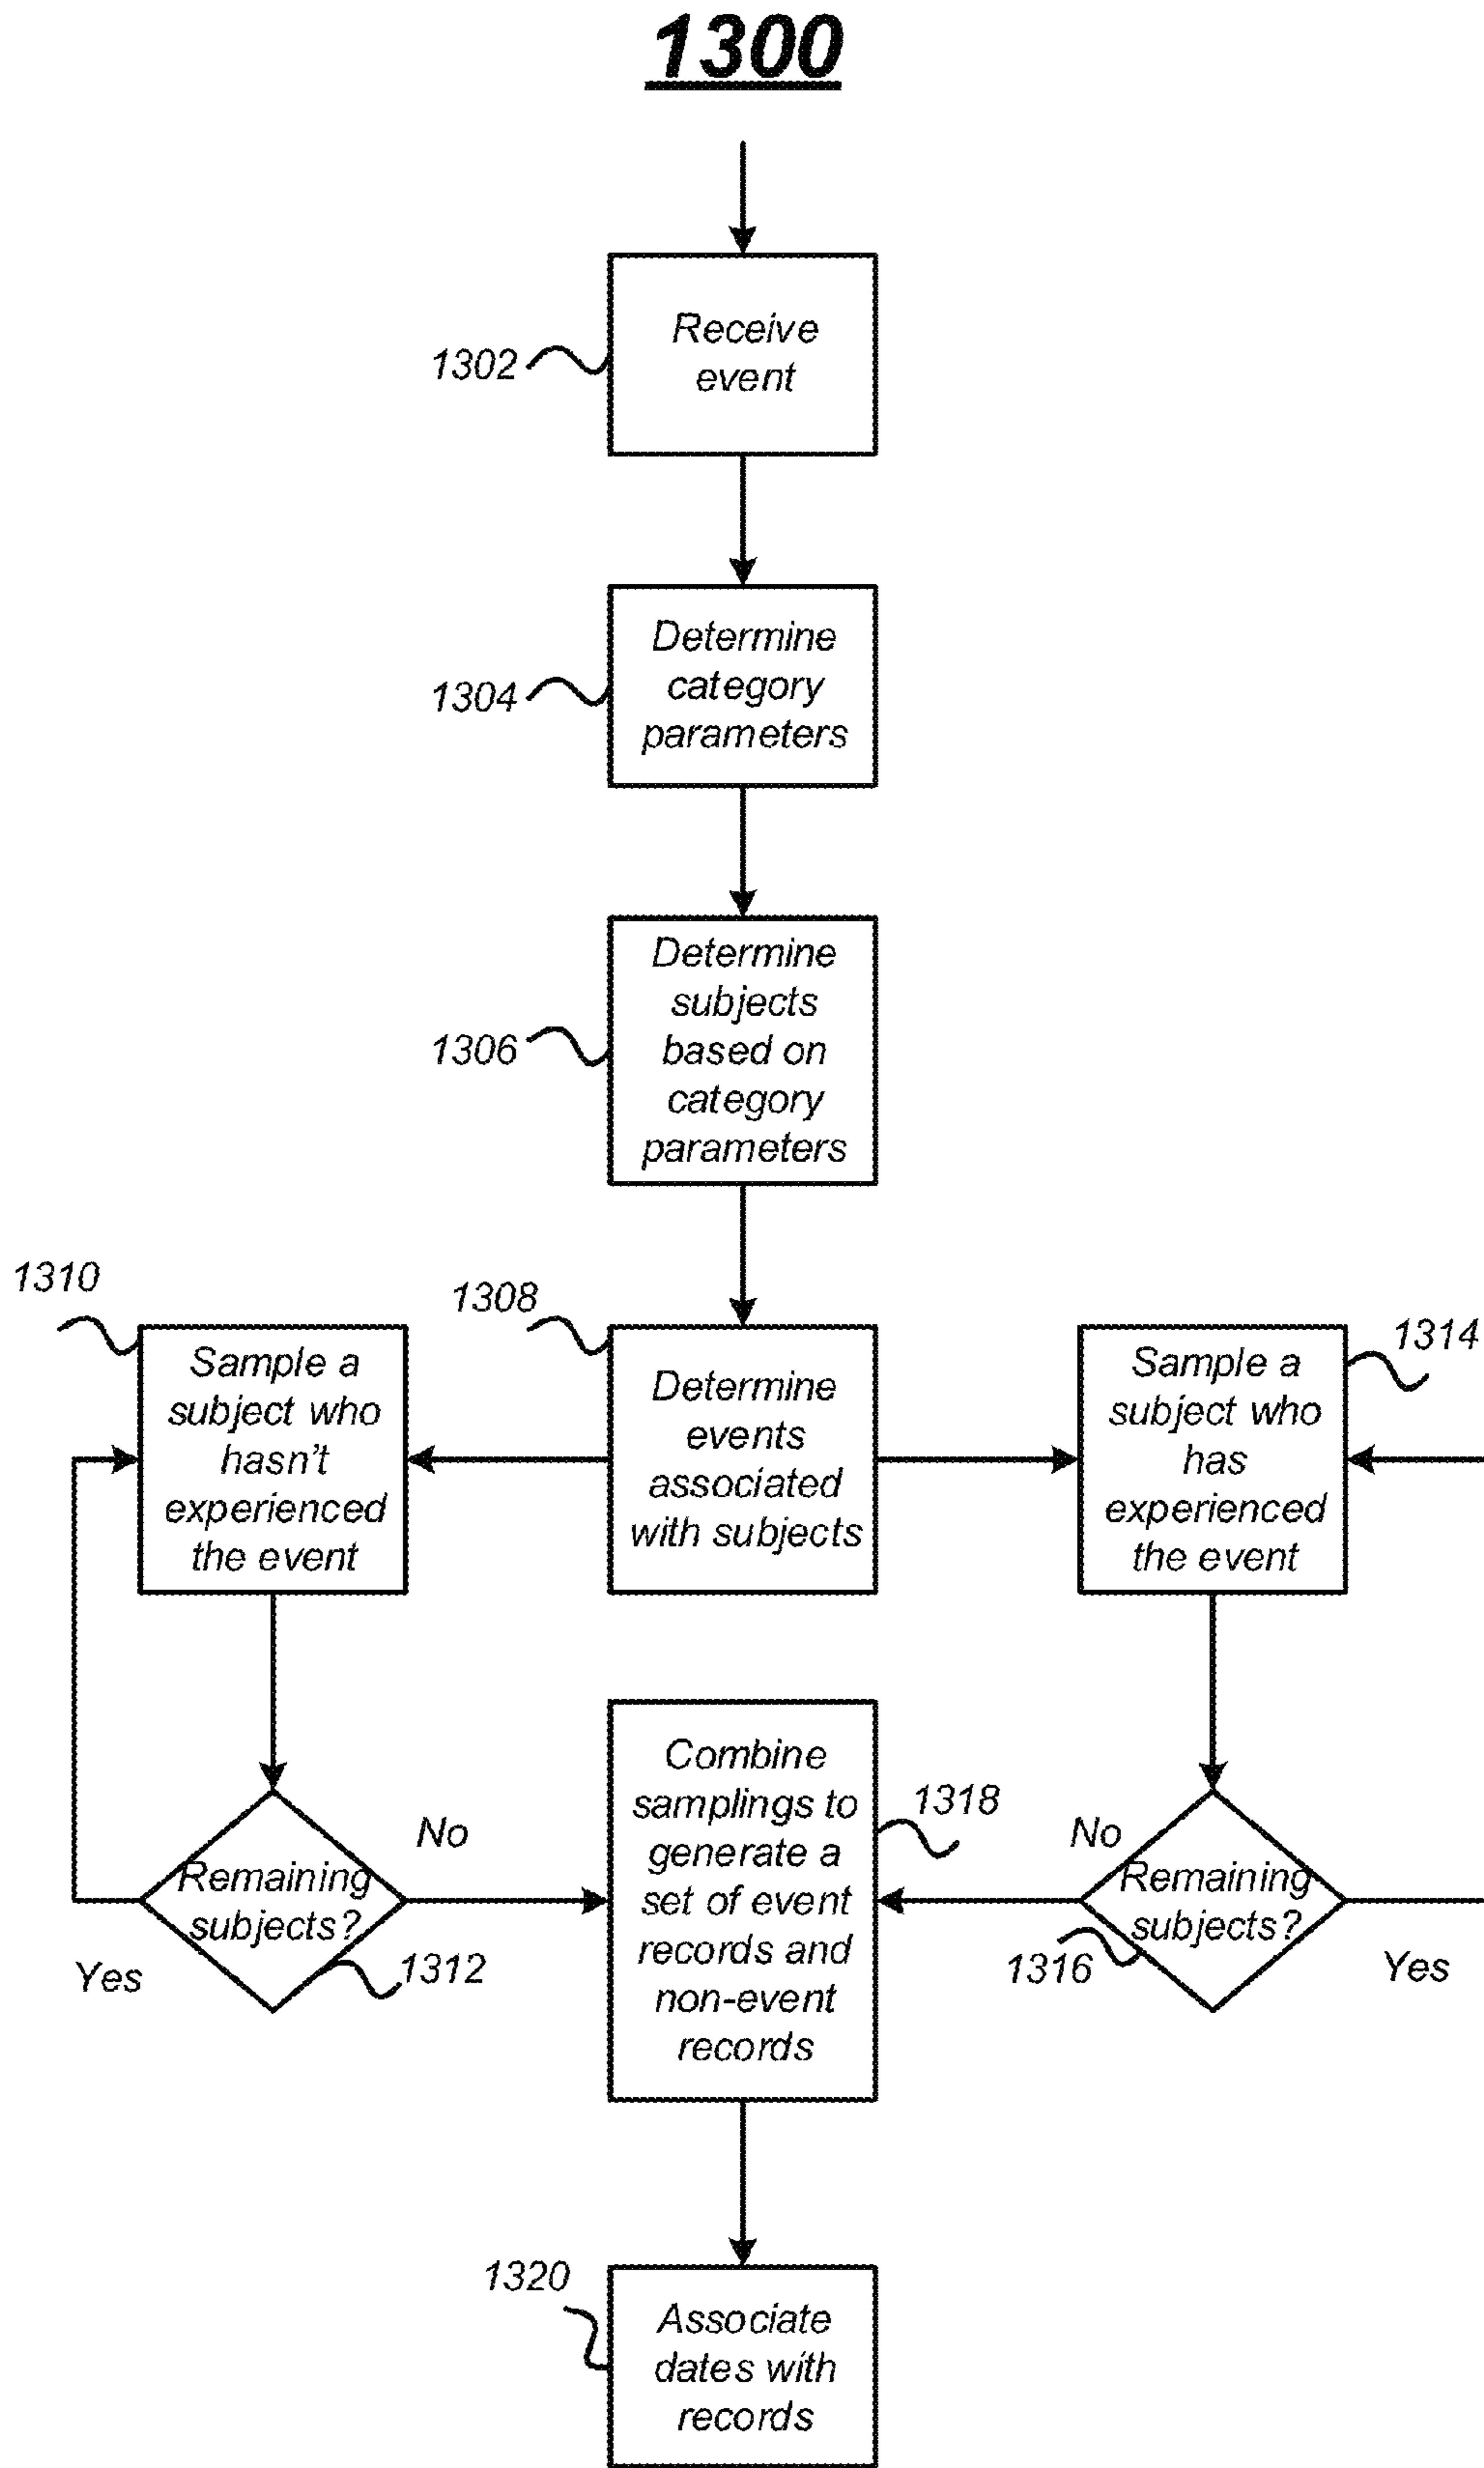 1300
1302
Receive
event
1304
Determine
category
parameters
1306
Determine
subjects
based on
category
parameters
1310
Sample a
subject who
hasn't
experienced
the event
1308
Determine
events
associated
with subjects
1314
Sample a
subject who
has
experienced
the event
Remaining
subjects?
1312
Yes
No
Combine
samplings to
generate a
set of event
records and
non-event
records
1318
No
Remaining
subjects?
1316
Yes
1320
Associate
dates with
records